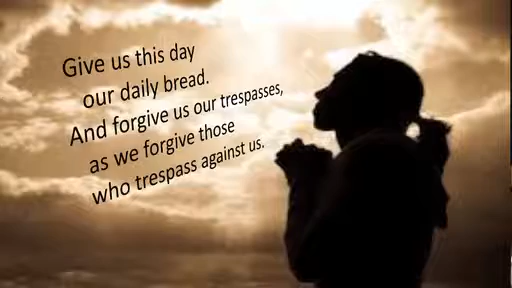 Give us this day
our daily bread.
And forgive us our trespasses,
as we forgive those
who trespass against us.